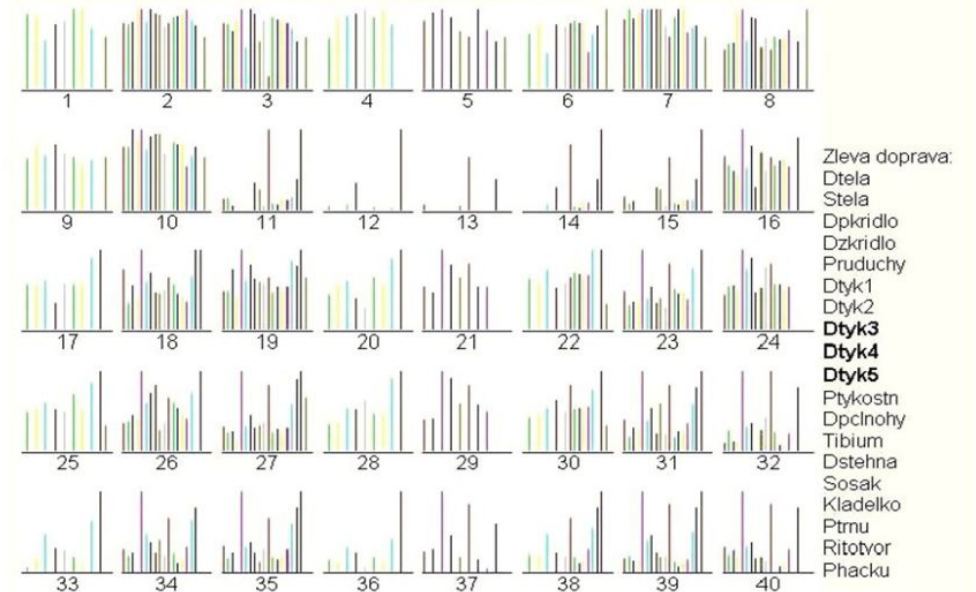 1 2 3 4 5 6 7 8
9 10 11 12 13 14 15 16
17 18 19 20 21 22 23 24
25 26 27 28 29 30 31 32
33 34 35 36 37 38 39 40
Zleva doprava:
Dtela
Stela
Dpkridlo
Dzkridlo
Pruduchy
Dtyk1
Dtyk2
Dtyk3
Dtyk4
Dtyk5
Ptykostn
Dpclnohy
Tibium
Dstehna
Sosak
Kladelko
Ptrnu
Ritotvor
Phacku